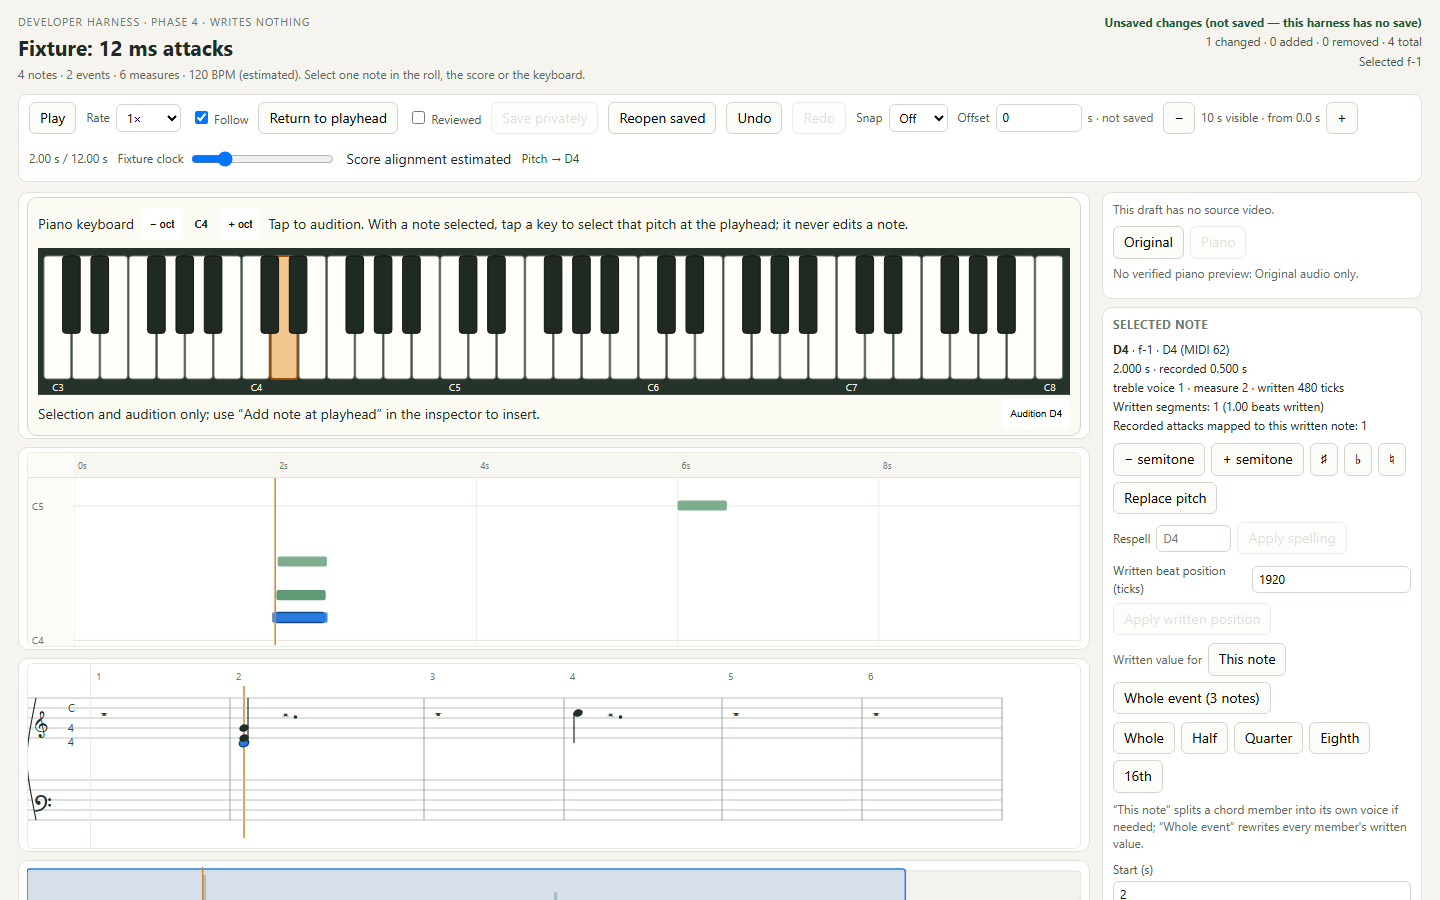 DEVELOPER HARNESS · PHASE 4 · WRITES NOTHING
Fixture: 12 ms attacks
4 notes · 2 events · 6 measures · 120 BPM (estimated). Select one note in the roll, the score or the keyboard.
Unsaved changes (not saved — this harness has no save)
1 changed · 0 added · 0 removed · 4 total
Selected f-1
Play Rate 1× Follow Return to playhead Reviewed Save privately Reopen saved Undo Redo Snap Off Offset 0 s · not saved − 10 s visible · from 0.0 s +
2.00 s / 12.00 s Fixture clock Score alignment estimated Pitch → D4
Piano keyboard − oct C4 + oct Tap to audition. With a note selected, tap a key to select that pitch at the playhead; it never edits a note.
C3 C4 C5 C6 C7 C8
Selection and audition only; use “Add note at playhead” in the inspector to insert. Audition D4
0s 2s 4s 6s 8s
C5
C4
1 2 3 4 5 6
C
4
4
This draft has no source video.
Original Piano
No verified piano preview: Original audio only.
SELECTED NOTE
D4 · f-1 · D4 (MIDI 62)
2.000 s · recorded 0.500 s
treble voice 1 · measure 2 · written 480 ticks
Written segments: 1 (1.00 beats written)
Recorded attacks mapped to this written note: 1
− semitone + semitone ♯ ♭ ♮
Replace pitch
Respell D4 Apply spelling
Written beat position (ticks) 1920
Apply written position
Written value for This note
Whole event (3 notes)
Whole Half Quarter Eighth
16th
“This note” splits a chord member into its own voice if
needed; “Whole event” rewrites every member's written
value.
Start (s)
2